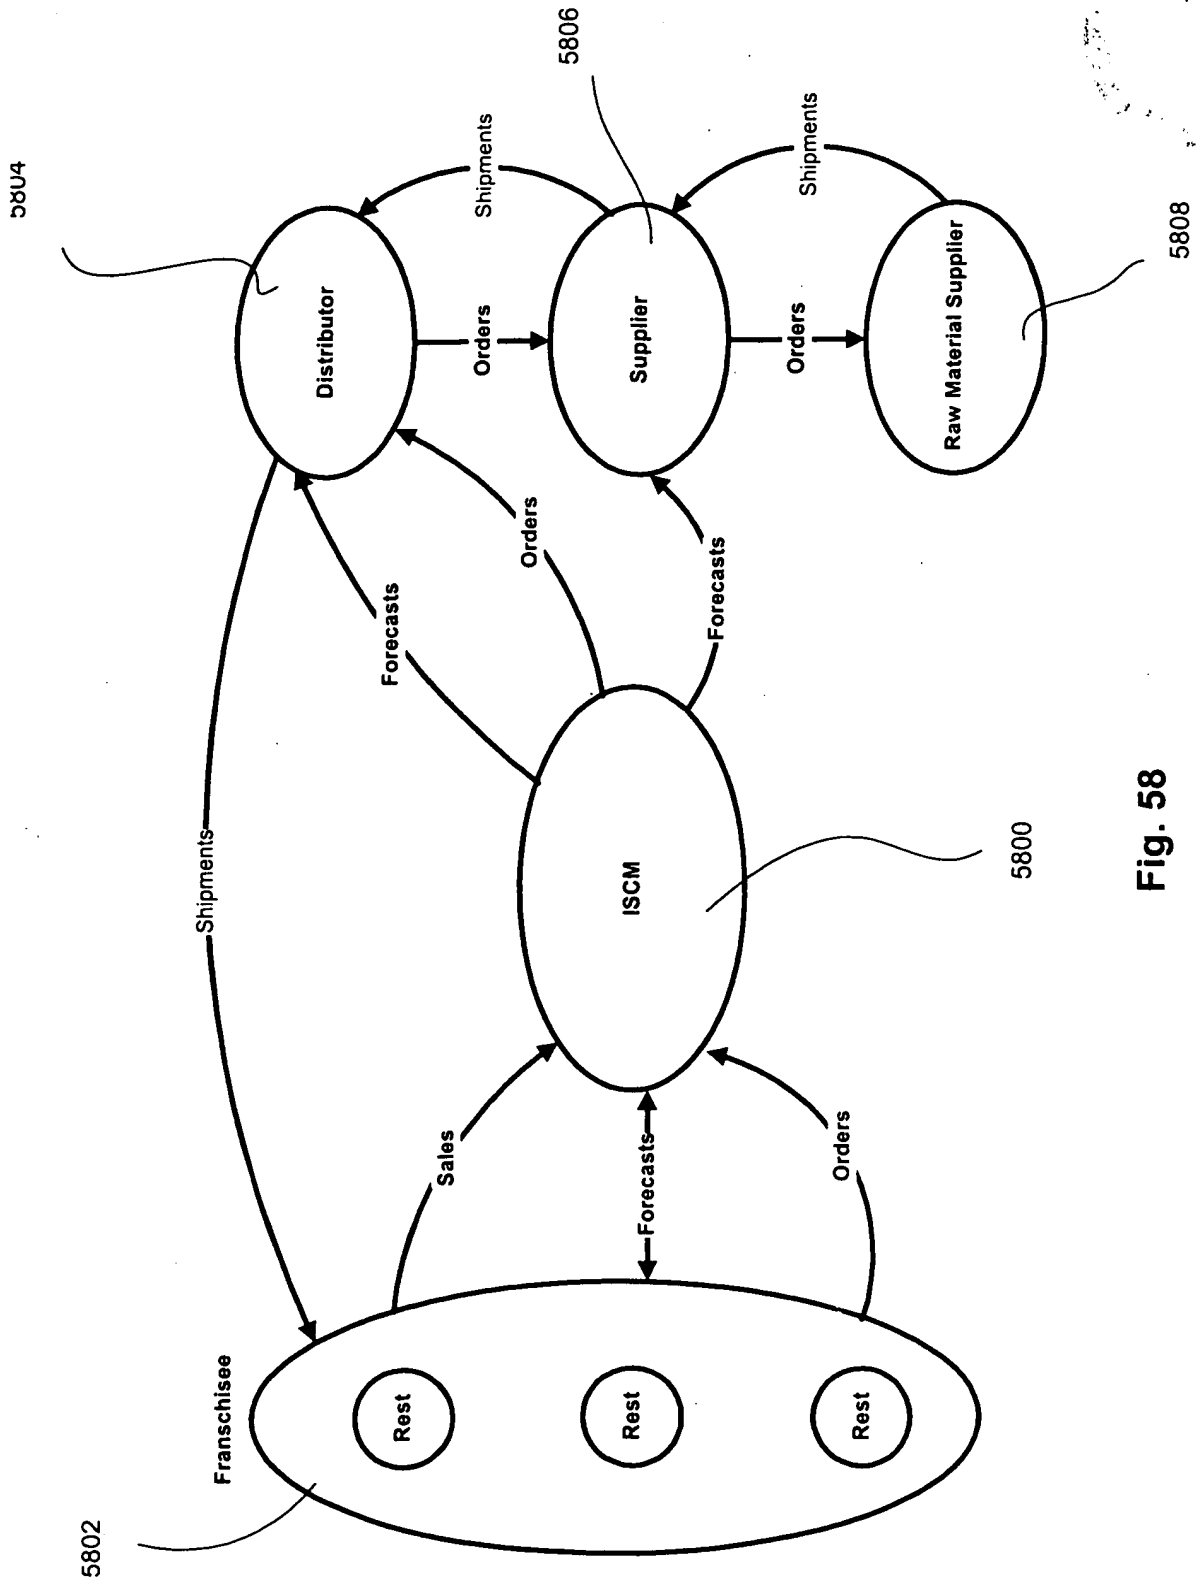 5802
Franschisee
Rest
Rest
Rest
Shipments
Sales
Forecasts
Orders
ISCM
5800
Forecasts
Orders
Forecasts
5804
Distributor
Orders
Shipments
5806
Supplier
Orders
Shipments
Raw Material Supplier
5808
Fig. 58